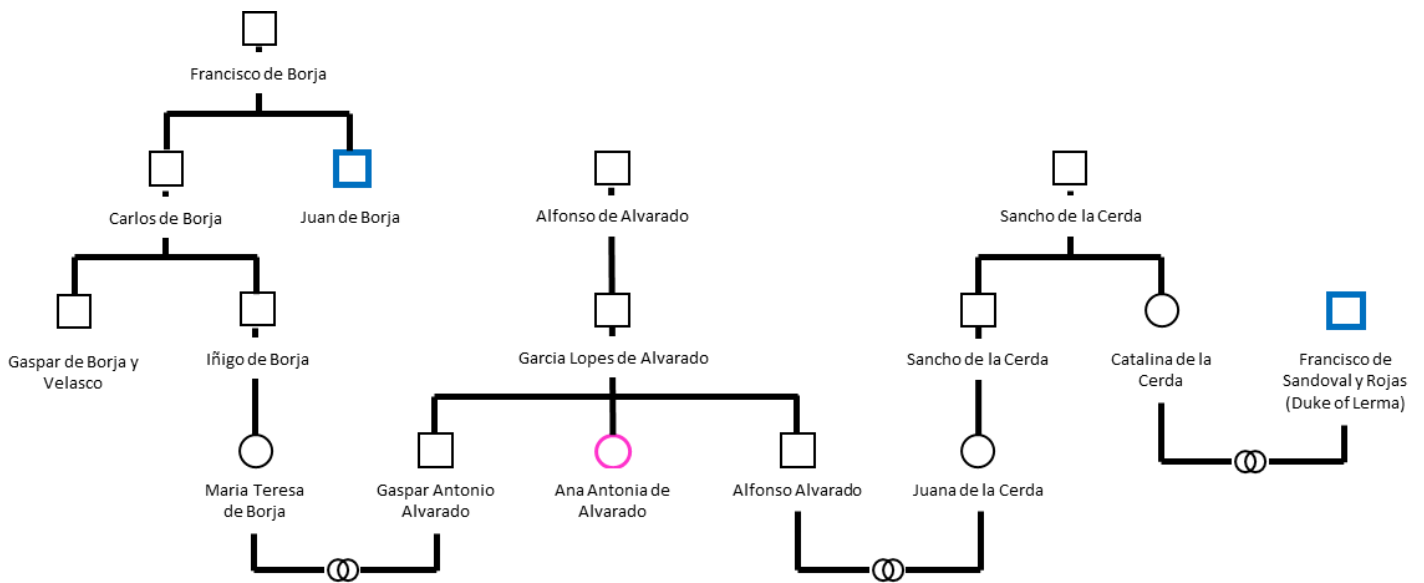 Francisco de Borja
Carlos de Borja
Juan de Borja
Alfonso de Alvarado
Sancho de la Cerda
Gaspar de Borja y
Velasco
Iñigo de Borja
Garcia Lopes de Alvarado
Sancho de la Cerda
Catalina de la
Cerda
Francisco de
Sandoval y Rojas
(Duke of Lerma)
Maria Teresa
de Borja
Gaspar Antonio
Alvarado
Ana Antonia de
Alvarado
Alfonso Alvarado
Juana de la Cerda